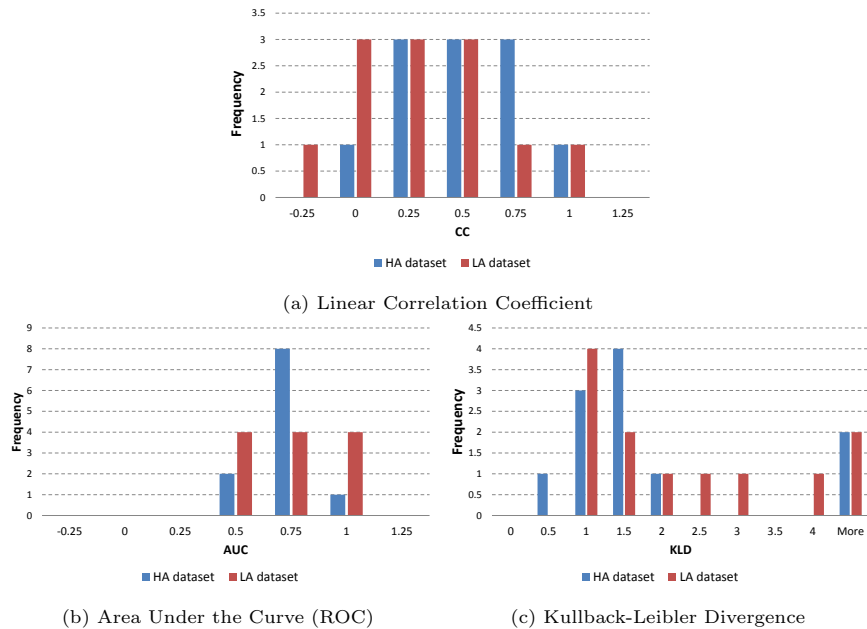 3.5
3
2.5
2
1.5
1
0.5
0
Frequency
-0.25 0 0.25 0.5 0.75 1 1.25
CC
HA dataset LA dataset
(a) Linear Correlation Coefficient
9
8
7
6
5
4
3
2
1
0
Frequency
-0.25 0 0.25 0.5 0.75 1 1.25
AUC
HA dataset LA dataset
(b) Area Under the Curve (ROC)
4.5
4
3.5
3
2.5
2
1.5
1
0.5
0
Frequency
0 0.5 1 1.5 2 2.5 3 3.5 4 More
KLD
HA dataset LA dataset
(c) Kullback-Leibler Divergence